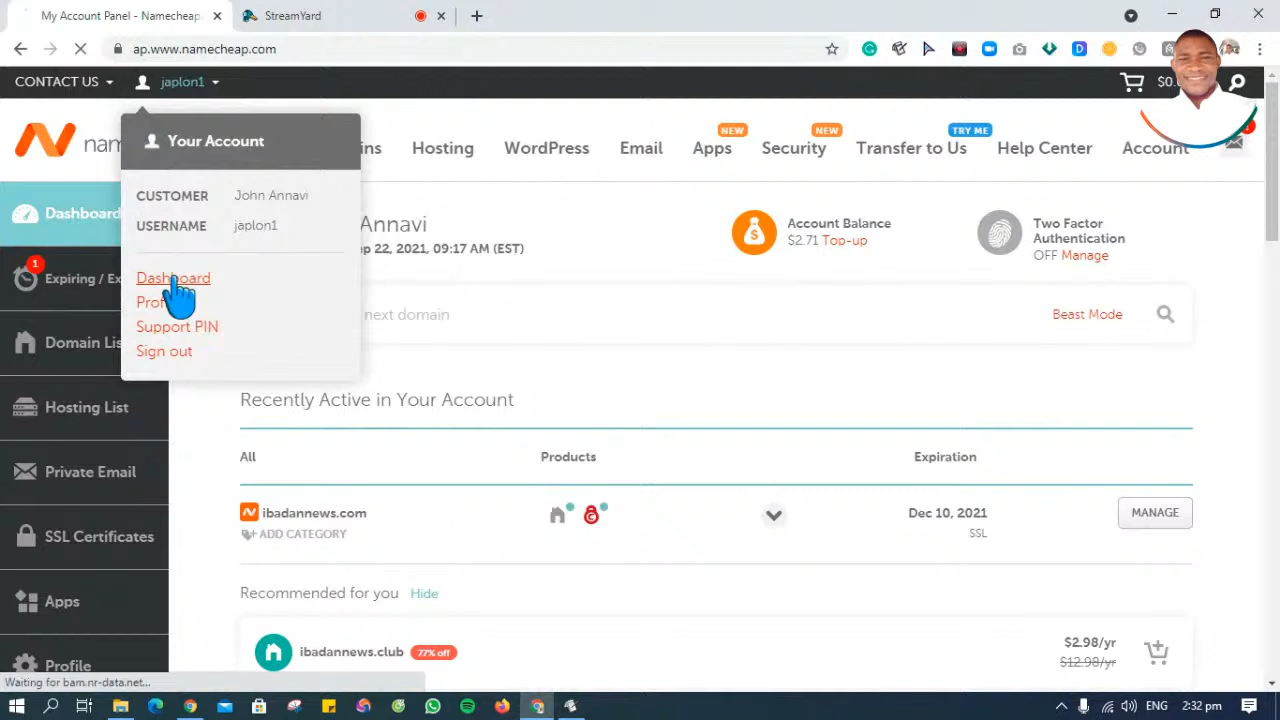 My Account Panel - Namecheap
StreamYard
ap.www.namecheap.com
CONTACT US
japlon1
Your Account
CUSTOMER John Annavi
USERNAME japlon1
Dashboard
Support PIN
Sign out
NEW
NEW
TRY ME
Hosting
WordPress
Email
Apps
Security
Transfer to Us
Help Center
Account
Annavi
22, 2021, 09:17 AM (EST)
Account Balance
$2.71 Top-up
Two Factor
Authentication
OFF Manage
next domain
Beast Mode
Dashboard
1
Domain
Hosting List
Private Email
SSL Certificates
Apps
Profile
Recently Active in Your Account
All Products Expiration
ibadannews.com
Dec 10, 2021
MANAGE
ADD CATEGORY
SSL
Recommended for you Hide
ibadannews.club
77% off
$2.98/yr
$12.98/yr
Waiting for bam.nr-data.net...
ENG
2:32 pm